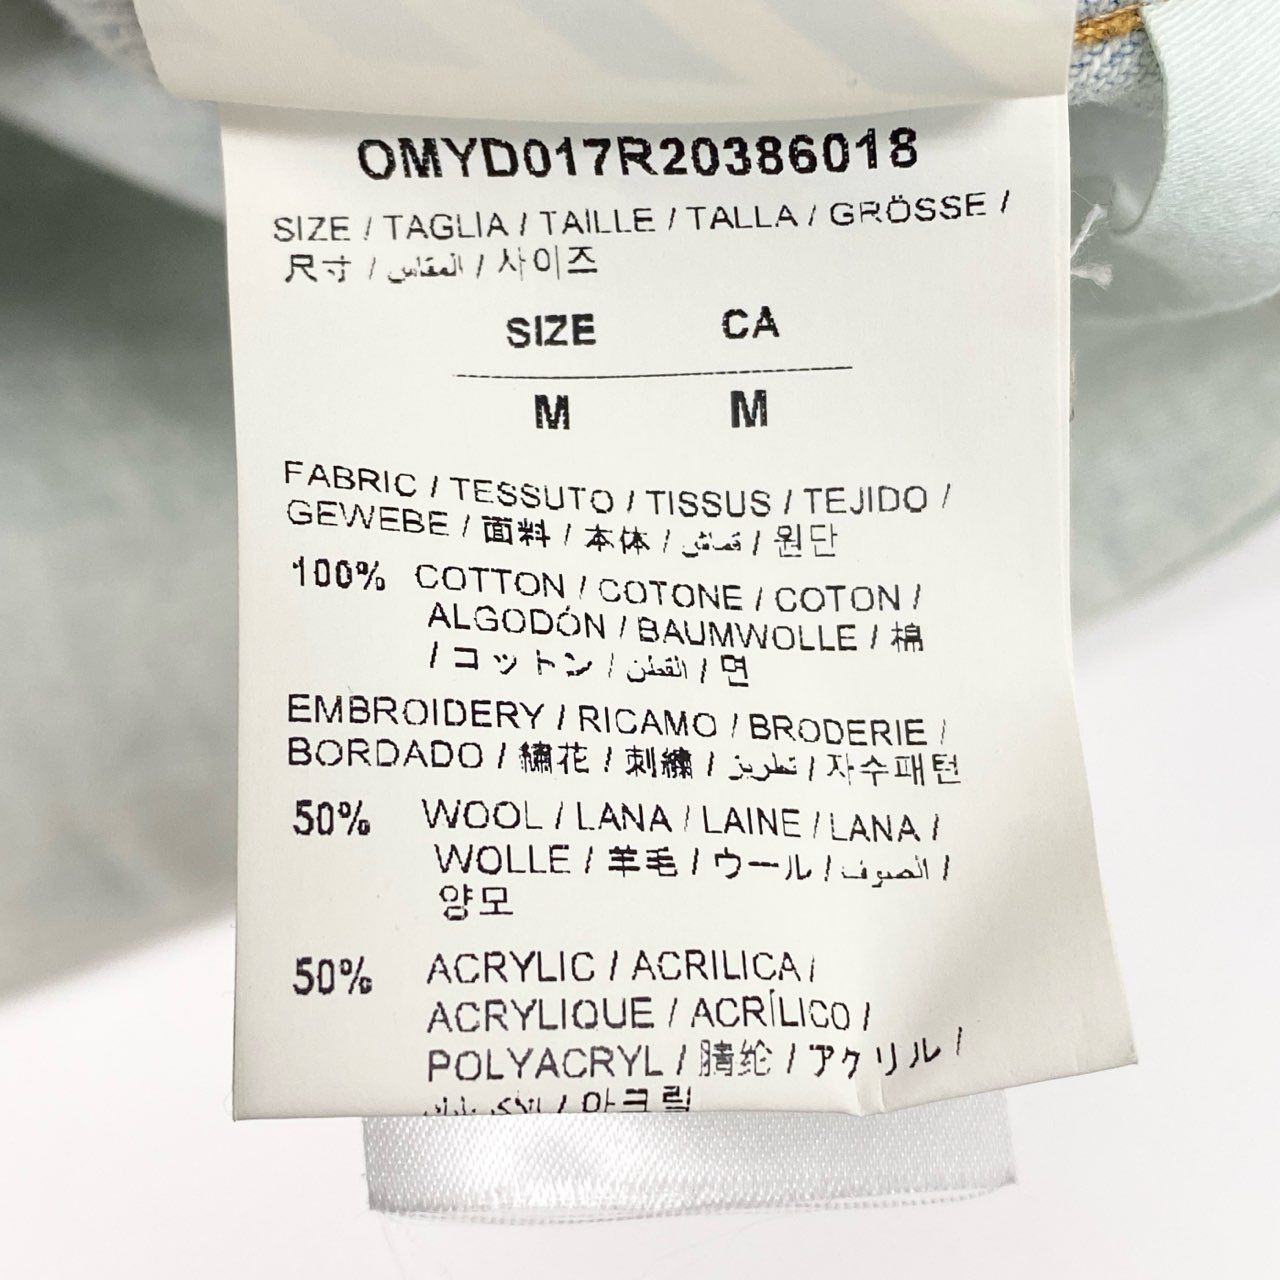 OMYD017R20386018
SIZE / TAGLIA / TAILLE / TALLA / GRÖSSE /
尺寸 / المقاس / 사이즈
SIZE CA
M M
FABRIC / TESSUTO / TISSUS / TEJIDO /
GEWEBE / 面料 / 本体 / قماش / 원단
100% COTTON / COTONE / COTON /
ALGODÓN / BAUMWOLLE / 棉
/ コットン / القطن / 면
EMBROIDERY / RICAMO / BRODERIE /
BORDADO / 繡花 / 刺繍 / تطريز / 자수패턴
50% WOOL / LANA / LAINE / LANA /
WOLLE / 羊毛 / ウール / الصوف /
양모
50% ACRYLIC / ACRILICA /
ACRYLIQUE / ACRÍLICO /
POLYACRYL / 腈纶 / アクリル /
/ 아크릴